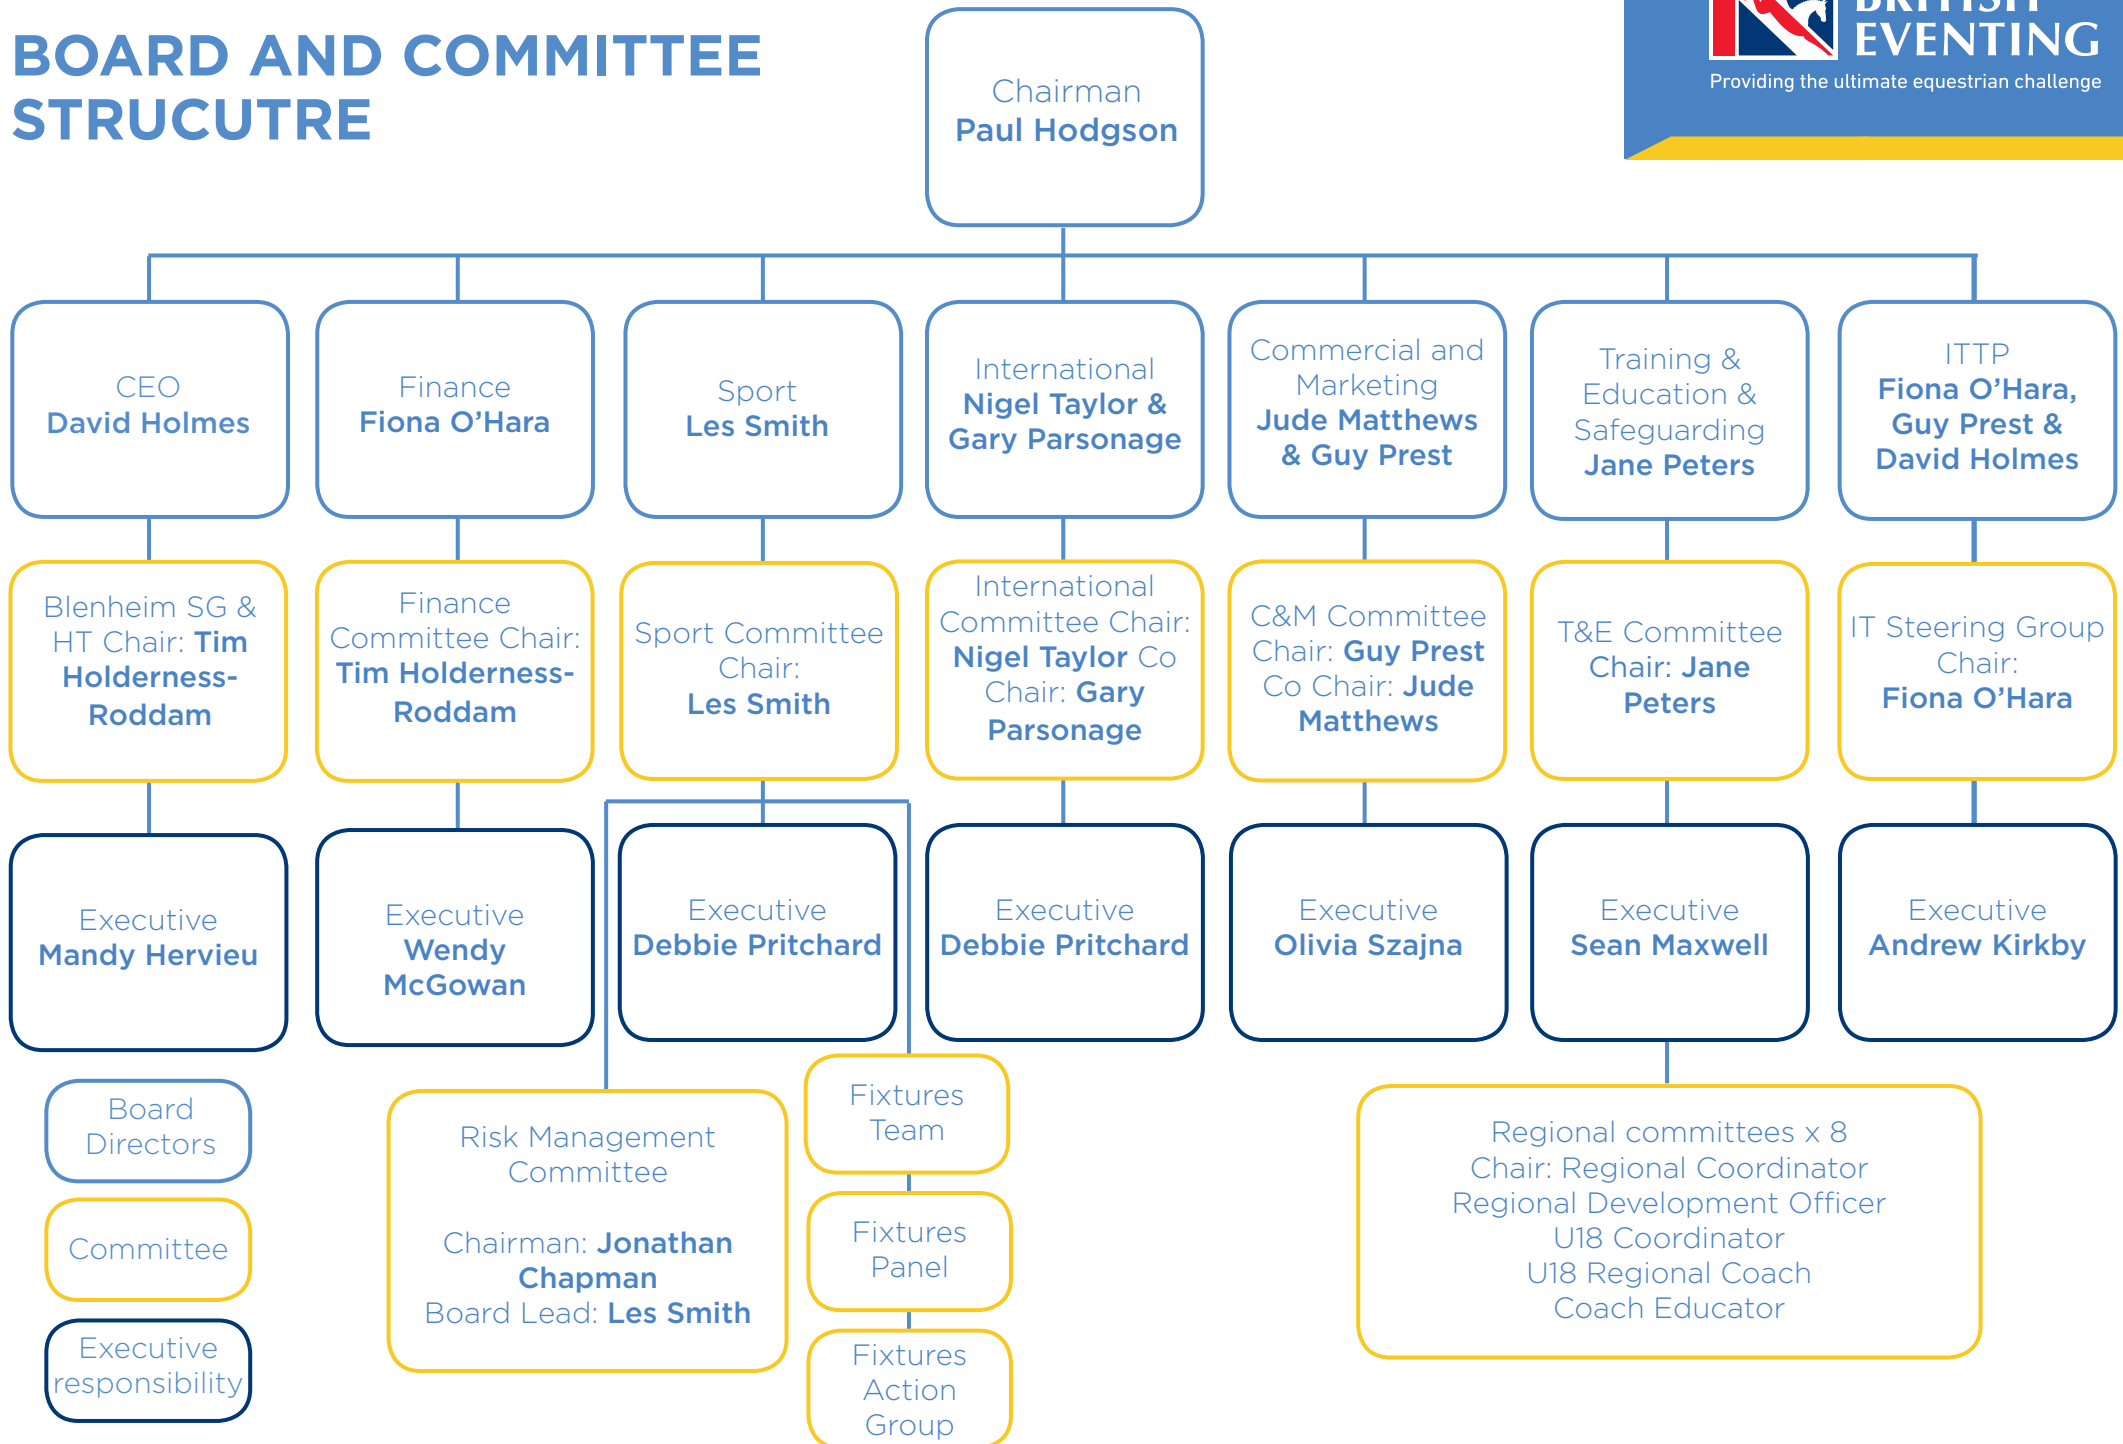 BOARD AND COMMITTEE
STRUCUTRE
BRITISH
EVENTING
Providing the ultimate equestrian challenge
Chairman
Paul Hodgson
CEO
David Holmes
Finance
Fiona O'Hara
Sport
Les Smith
International
Nigel Taylor &
Gary Parsonage
Commercial and
Marketing
Jude Matthews
& Guy Prest
Training &
Education &
Safeguarding
Jane Peters
ITTP
Fiona O'Hara,
Guy Prest &
David Holmes
Blenheim SG &
HT Chair: Tim
Holderness-
Roddam
Finance
Committee Chair:
Tim Holderness-
Roddam
Sport Committee
Chair:
Les Smith
International
Committee Chair:
Nigel Taylor Co
Chair: Gary
Parsonage
C&M Committee
Chair: Guy Prest
Co Chair: Jude
Matthews
T&E Committee
Chair: Jane
Peters
IT Steering Group
Chair:
Fiona O'Hara
Executive
Mandy Hervieu
Executive
Wendy
McGowan
Executive
Debbie Pritchard
Executive
Debbie Pritchard
Executive
Olivia Szajna
Executive
Sean Maxwell
Executive
Andrew Kirkby
Board
Directors
Committee
Executive
responsibility
Risk Management
Committee
Chairman: Jonathan
Chapman
Board Lead: Les Smith
Fixtures
Team
Fixtures
Panel
Fixtures
Action
Group
Regional committees x 8
Chair: Regional Coordinator
Regional Development Officer
U18 Coordinator
U18 Regional Coach
Coach Educator